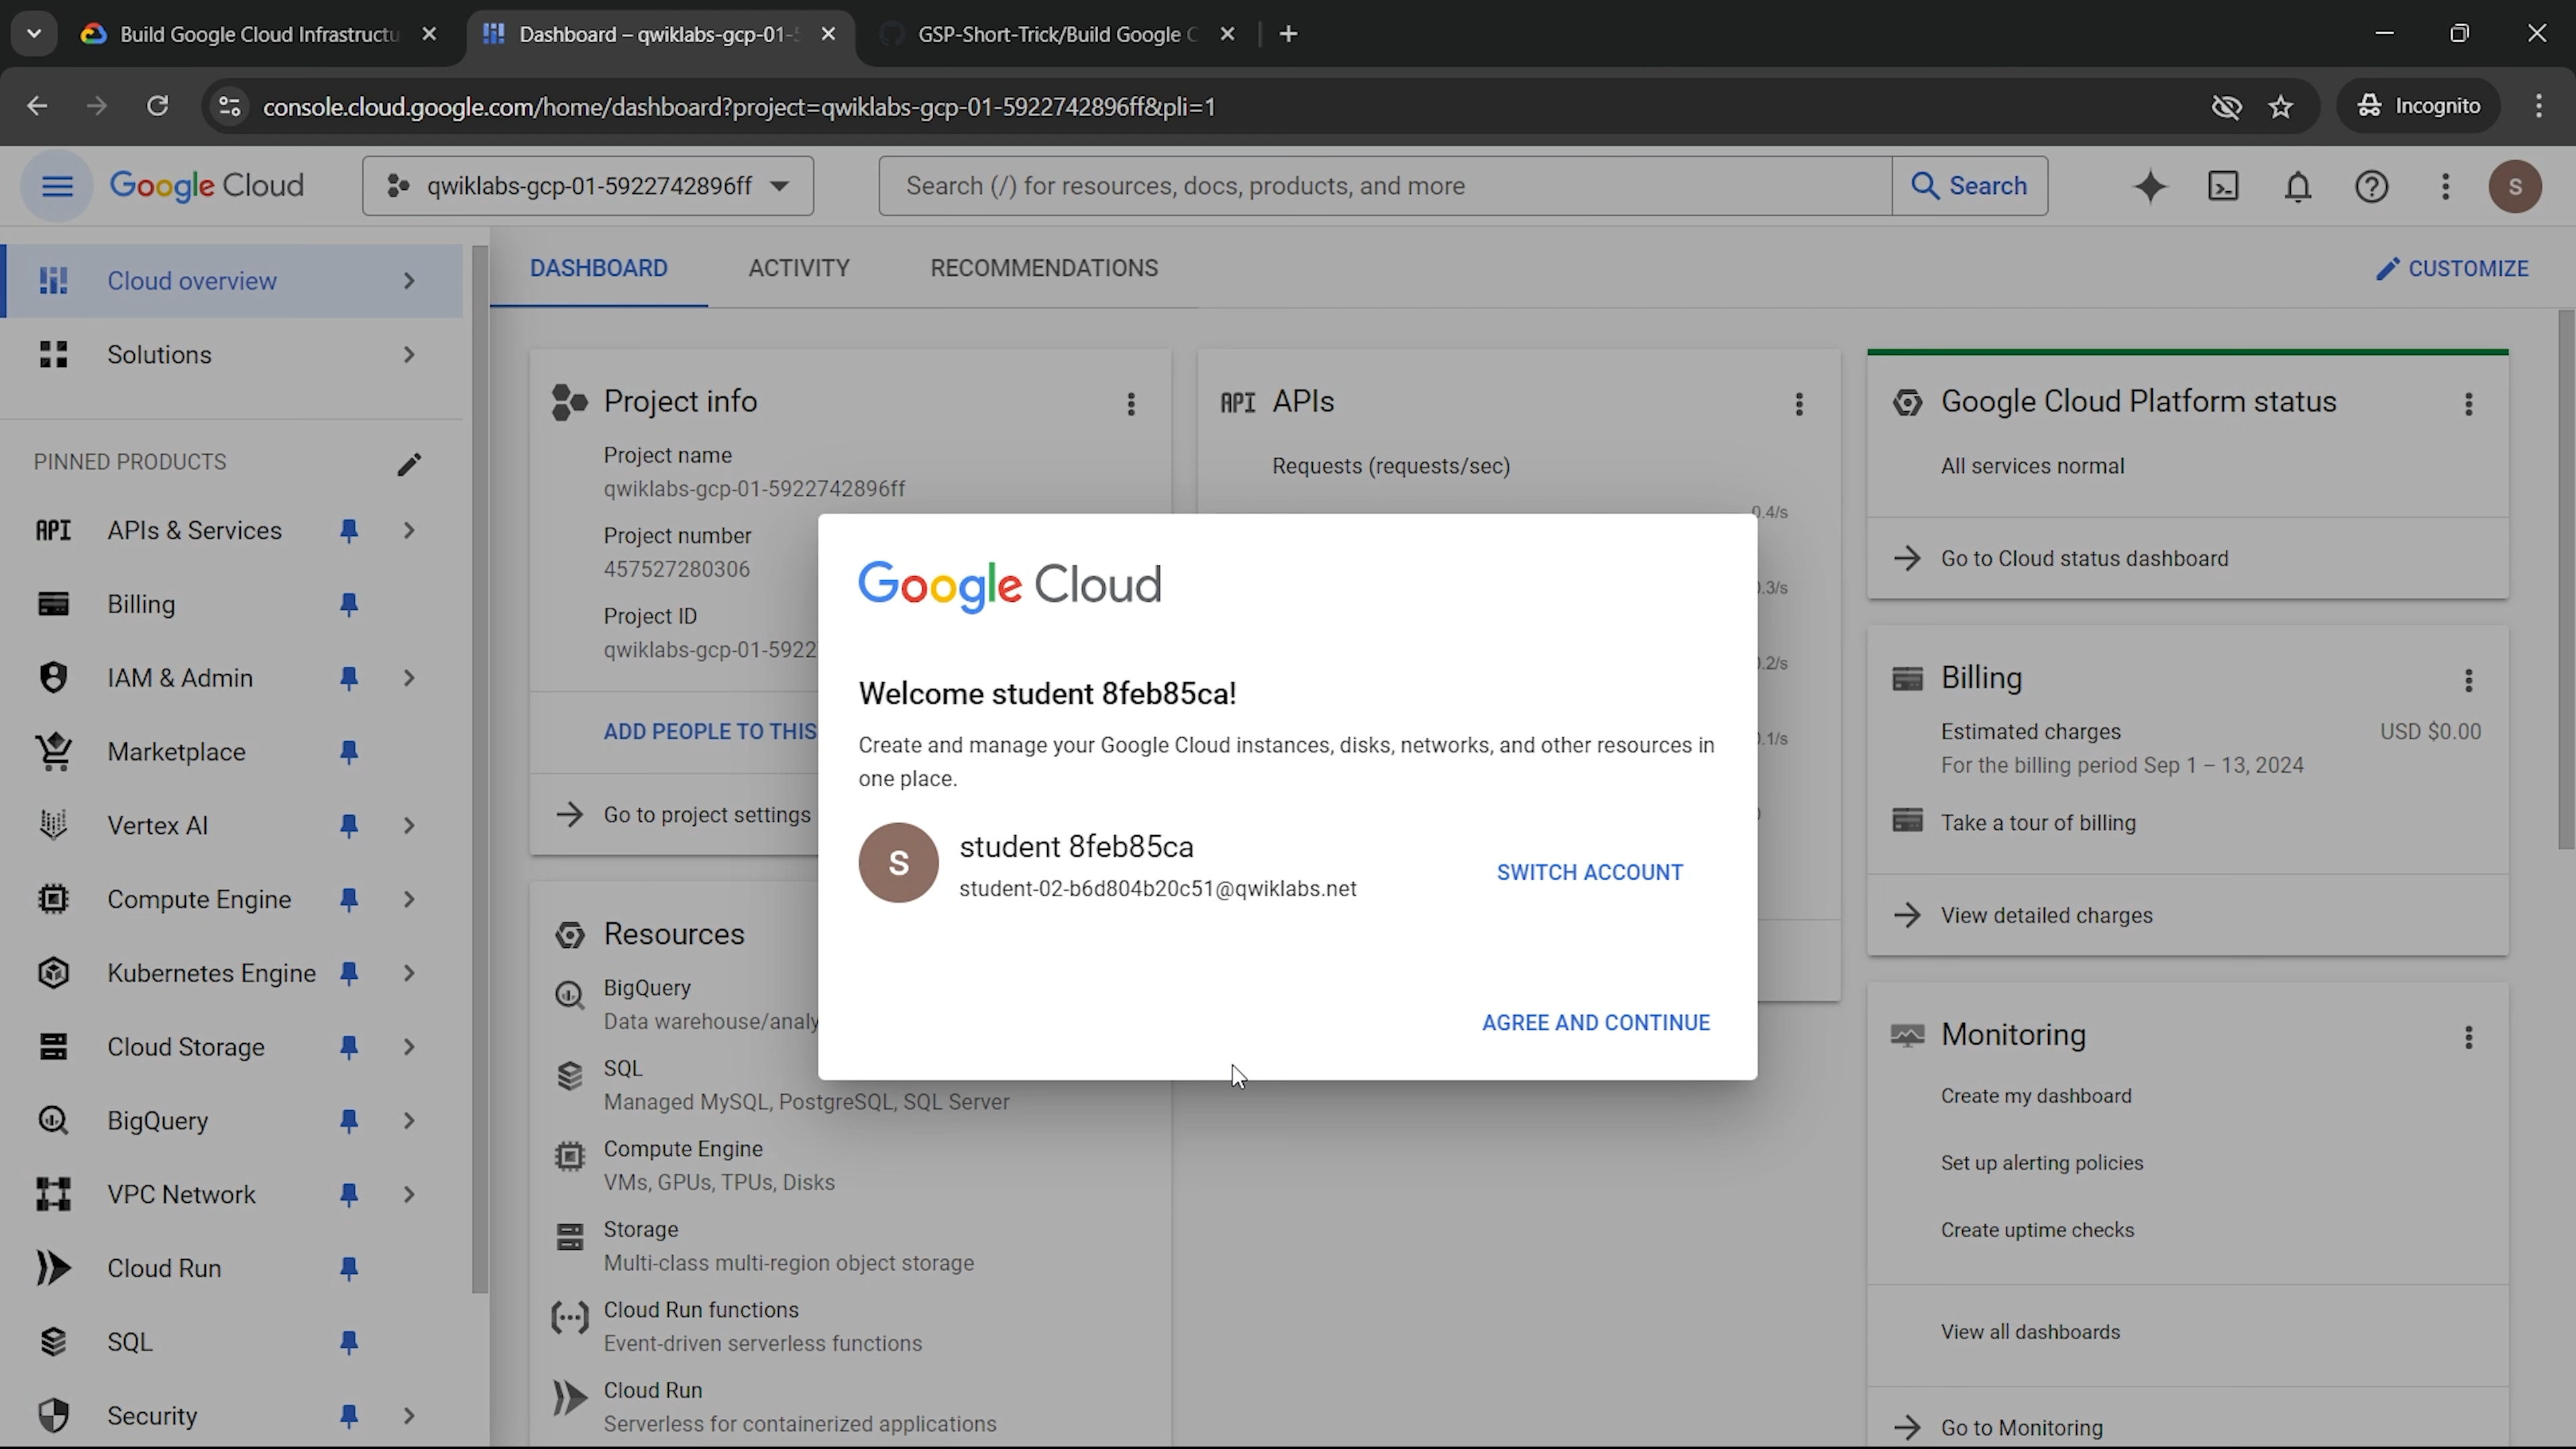 Build Google Cloud Infrastructu
Dashboard – qwiklabs-gcp-01-5
GSP-Short-Trick/Build Google C
console.cloud.google.com/home/dashboard?project=qwiklabs-gcp-01-5922742896ff&pli=1
Incognito
Google Cloud
qwiklabs-gcp-01-5922742896ff
Search (/) for resources, docs, products, and more
Search
S
Cloud overview
Solutions
PINNED PRODUCTS
API APIs & Services
Billing
IAM & Admin
Marketplace
Vertex AI
Compute Engine
Kubernetes Engine
Cloud Storage
BigQuery
VPC Network
Cloud Run
SQL
Security
DASHBOARD
ACTIVITY
RECOMMENDATIONS
CUSTOMIZE
Project info
Project name
qwiklabs-gcp-01-5922742896ff
Project number
457527280306
Project ID
qwiklabs-gcp-01-5922
ADD PEOPLE TO THIS
Go to project settings
Resources
BigQuery
Data warehouse/analy
SQL
Managed MySQL, PostgreSQL, SQL Server
Compute Engine
VMs, GPUs, TPUs, Disks
Storage
Multi-class multi-region object storage
Cloud Run functions
Event-driven serverless functions
Cloud Run
Serverless for containerized applications
API APIs
Requests (requests/sec)
0.4/s
0.3/s
0.2/s
0.1/s
Google Cloud
Welcome student 8feb85ca!
Create and manage your Google Cloud instances, disks, networks, and other resources in
one place.
S
student 8feb85ca
student-02-b6d804b20c51@qwiklabs.net
SWITCH ACCOUNT
AGREE AND CONTINUE
Google Cloud Platform status
All services normal
Go to Cloud status dashboard
Billing
Estimated charges
USD $0.00
For the billing period Sep 1 – 13, 2024
Take a tour of billing
View detailed charges
Monitoring
Create my dashboard
Set up alerting policies
Create uptime checks
View all dashboards
Go to Monitoring